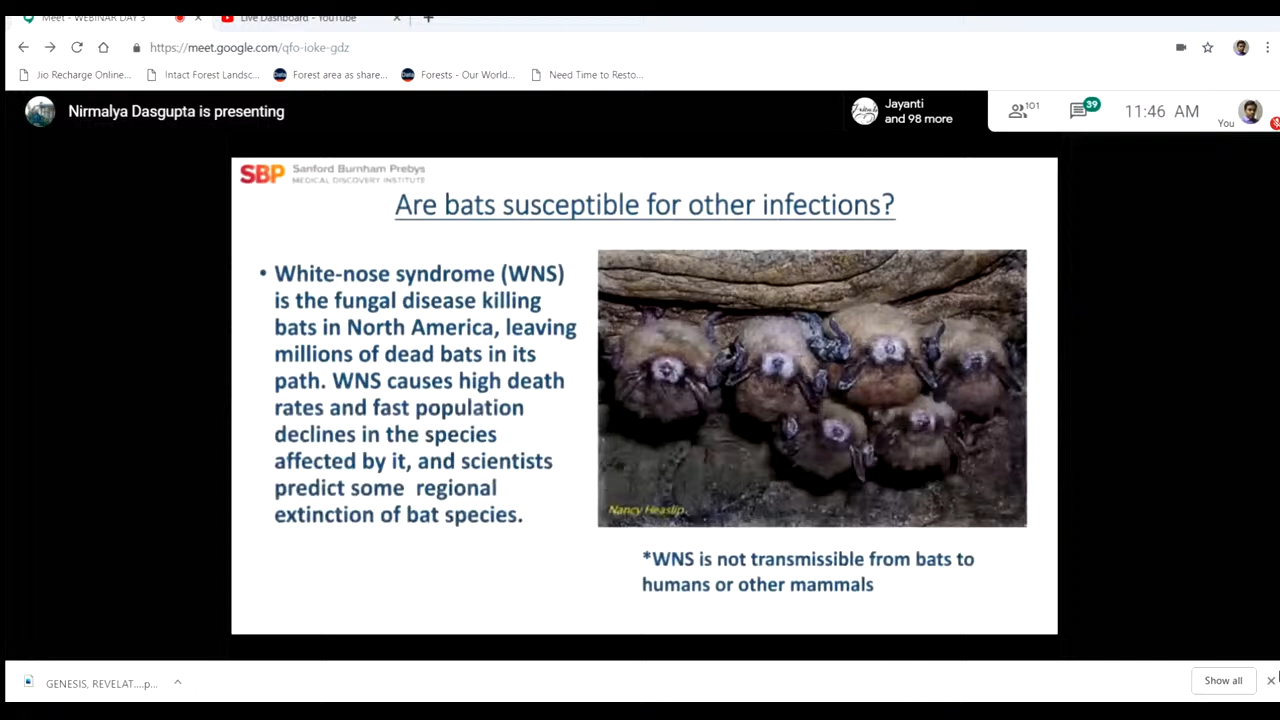 Meet - WEBINAR DAY 3
Live Dashboard - YouTube
https://meet.google.com/qfo-ioke-gdz
Jio Recharge Online...
Intact Forest Landsc...
Forest area as share...
Forests - Our World...
Need Time to Resto...
Nirmalya Dasgupta is presenting
Jayanti
and 98 more
101
39
11:46 AM
You
SBP Sanford Burnham Prebys
MEDICAL DISCOVERY INSTITUTE
Are bats susceptible for other infections?
• White-nose syndrome (WNS)
is the fungal disease killing
bats in North America, leaving
millions of dead bats in its
path. WNS causes high death
rates and fast population
declines in the species
affected by it, and scientists
predict some regional
extinction of bat species.
Nancy Heaslip
*WNS is not transmissible from bats to
humans or other mammals
GENESIS, REVELAT....p...
Show all